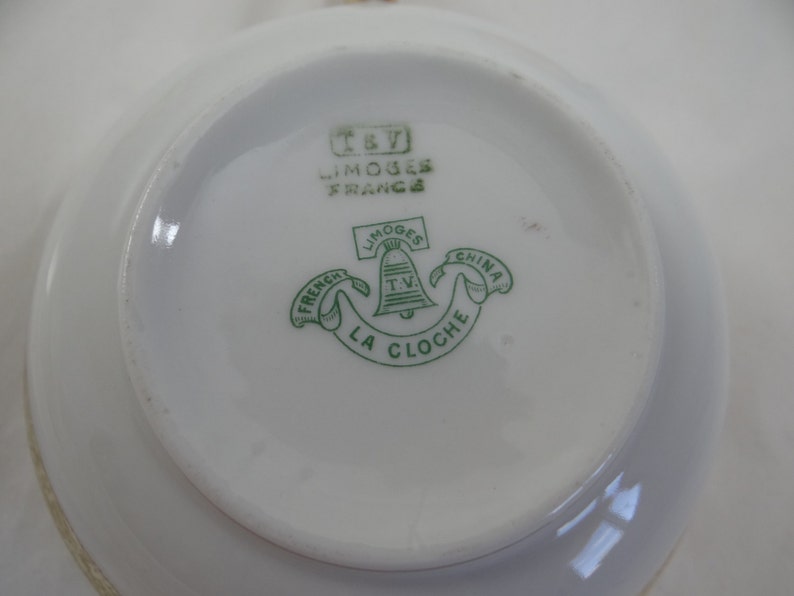 T & V
LIMOGES
FRANCE
LIMOGES
T.V.
FRENCH CHINA
LA CLOCHE